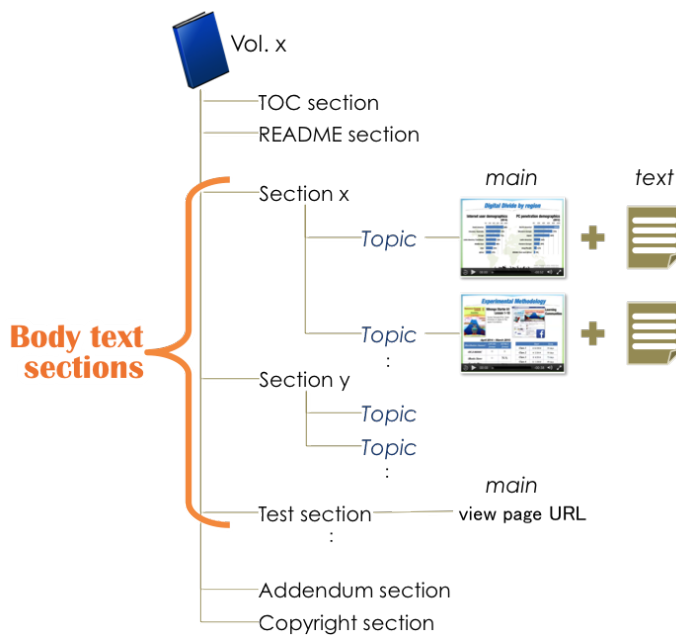 Vol. x
TOC section
README section
main
text
Section x
Topic
Digital Divide by region
Topic
Experimental Methodology
:
Body text
sections
Section y
Topic
Topic
:
main
Test section
view page URL
:
Addendum section
Copyright section